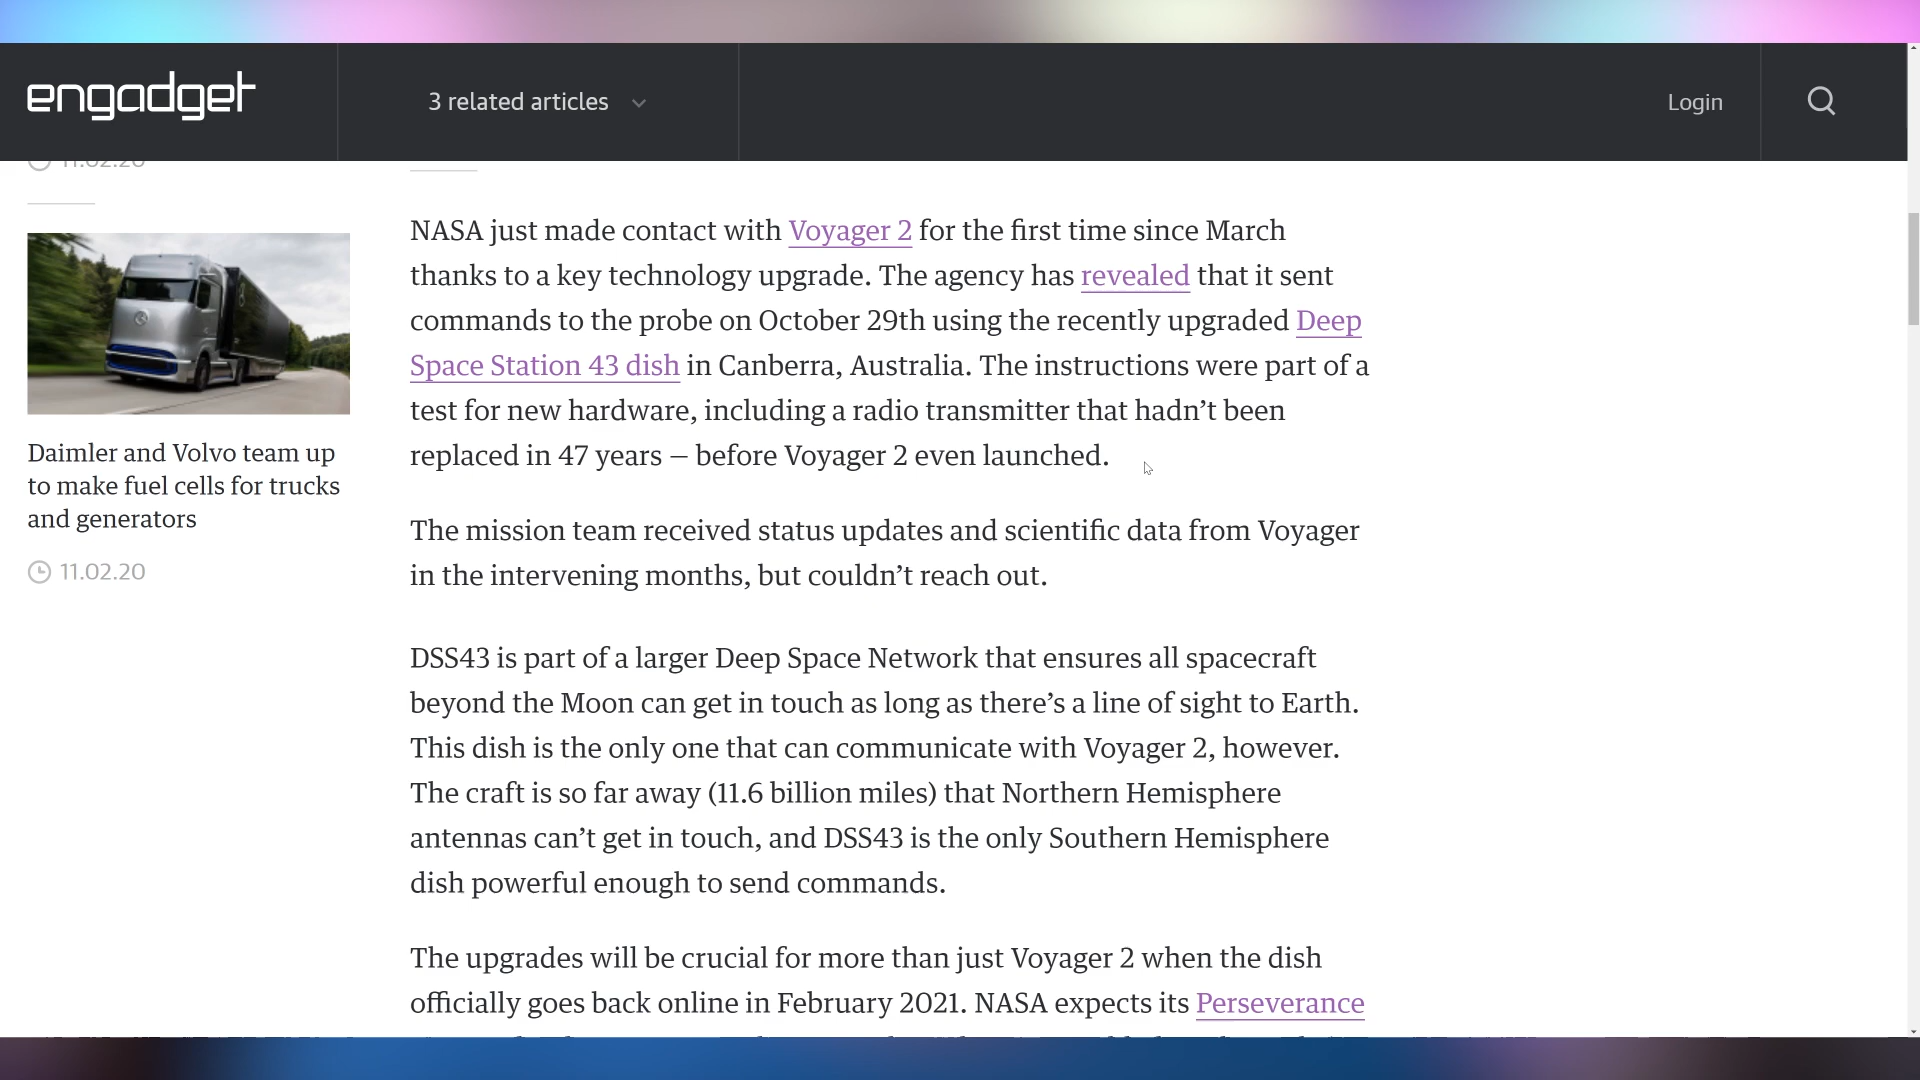 engadget
3 related articles
Login
11.02.20
Daimler and Volvo team up
to make fuel cells for trucks
and generators
11.02.20
NASA just made contact with Voyager 2 for the first time since March
thanks to a key technology upgrade. The agency has revealed that it sent
commands to the probe on October 29th using the recently upgraded Deep
Space Station 43 dish in Canberra, Australia. The instructions were part of a
test for new hardware, including a radio transmitter that hadn’t been
replaced in 47 years — before Voyager 2 even launched.
The mission team received status updates and scientific data from Voyager
in the intervening months, but couldn’t reach out.
DSS43 is part of a larger Deep Space Network that ensures all spacecraft
beyond the Moon can get in touch as long as there’s a line of sight to Earth.
This dish is the only one that can communicate with Voyager 2, however.
The craft is so far away (11.6 billion miles) that Northern Hemisphere
antennas can’t get in touch, and DSS43 is the only Southern Hemisphere
dish powerful enough to send commands.
The upgrades will be crucial for more than just Voyager 2 when the dish
officially goes back online in February 2021. NASA expects its Perseverance